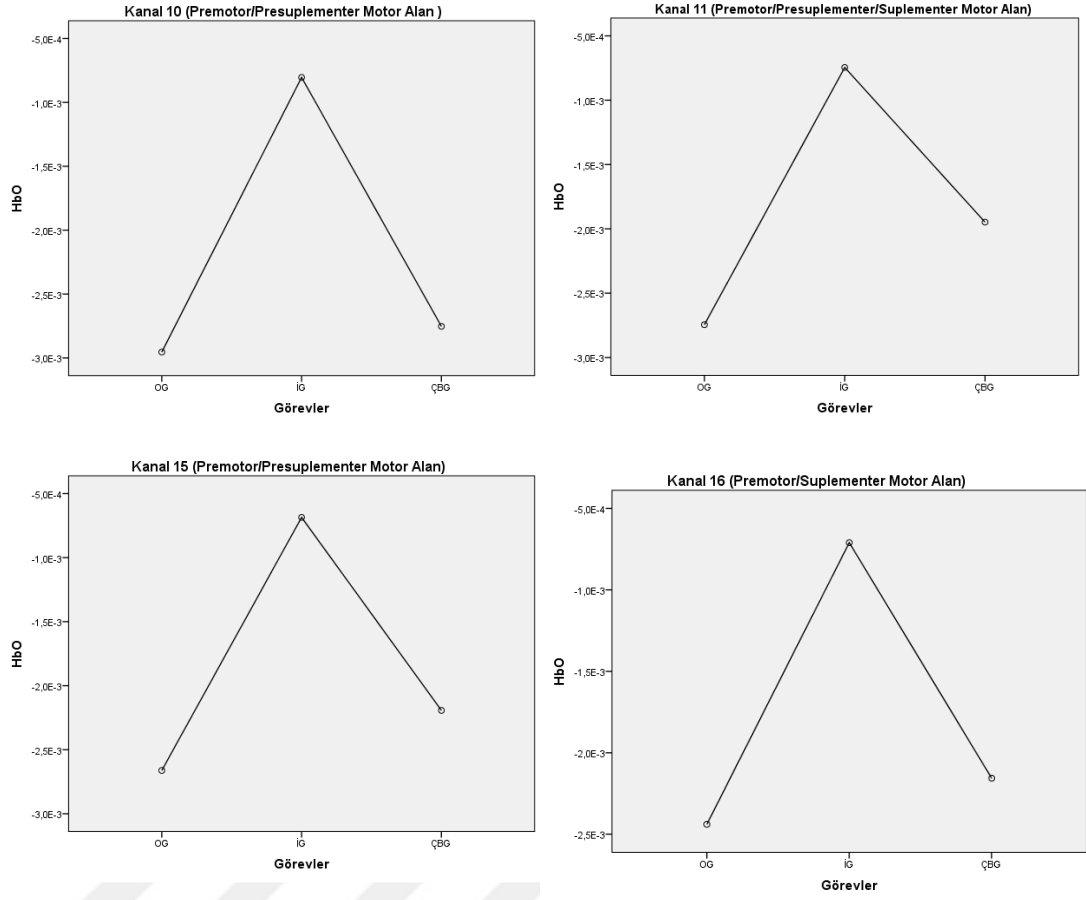 Kanal 10 (Premotor/Presuplementer Motor Alan )
HbO
-5,0E-4
-1,0E-3
-1,5E-3
-2,0E-3
-2,5E-3
-3,0E-3
OG İG ÇBG
Görevler
Kanal 11 (Premotor/Presuplementer/Suplementer Motor Alan)
HbO
-5,0E-4
-1,0E-3
-1,5E-3
-2,0E-3
-2,5E-3
-3,0E-3
OG İG ÇBG
Görevler
Kanal 15 (Premotor/Presuplementer Motor Alan)
HbO
-5,0E-4
-1,0E-3
-1,5E-3
-2,0E-3
-2,5E-3
-3,0E-3
OG İG ÇBG
Görevler
Kanal 16 (Premotor/Suplementer Motor Alan)
HbO
-5,0E-4
-1,0E-3
-1,5E-3
-2,0E-3
-2,5E-3
OG İG ÇBG
Görevler